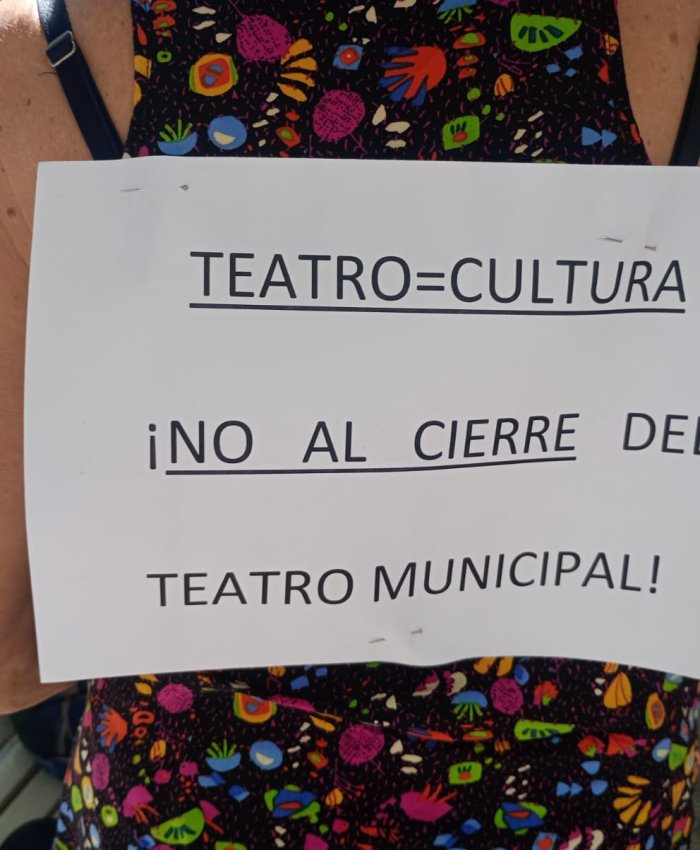 TEATRO=CULTURA
¡NO AL CIERRE DEL
TEATRO MUNICIPAL!